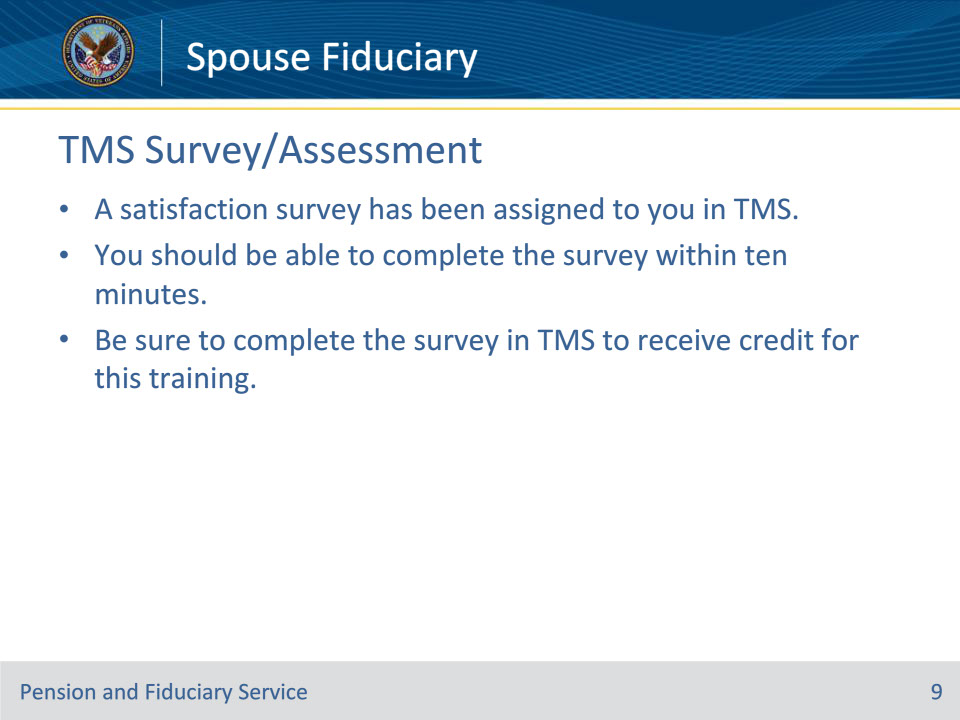 Spouse Fiduciary
TMS Survey/Assessment
• A satisfaction survey has been assigned to you in TMS.
• You should be able to complete the survey within ten
minutes.
• Be sure to complete the survey in TMS to receive credit for
this training.
Pension and Fiduciary Service
9